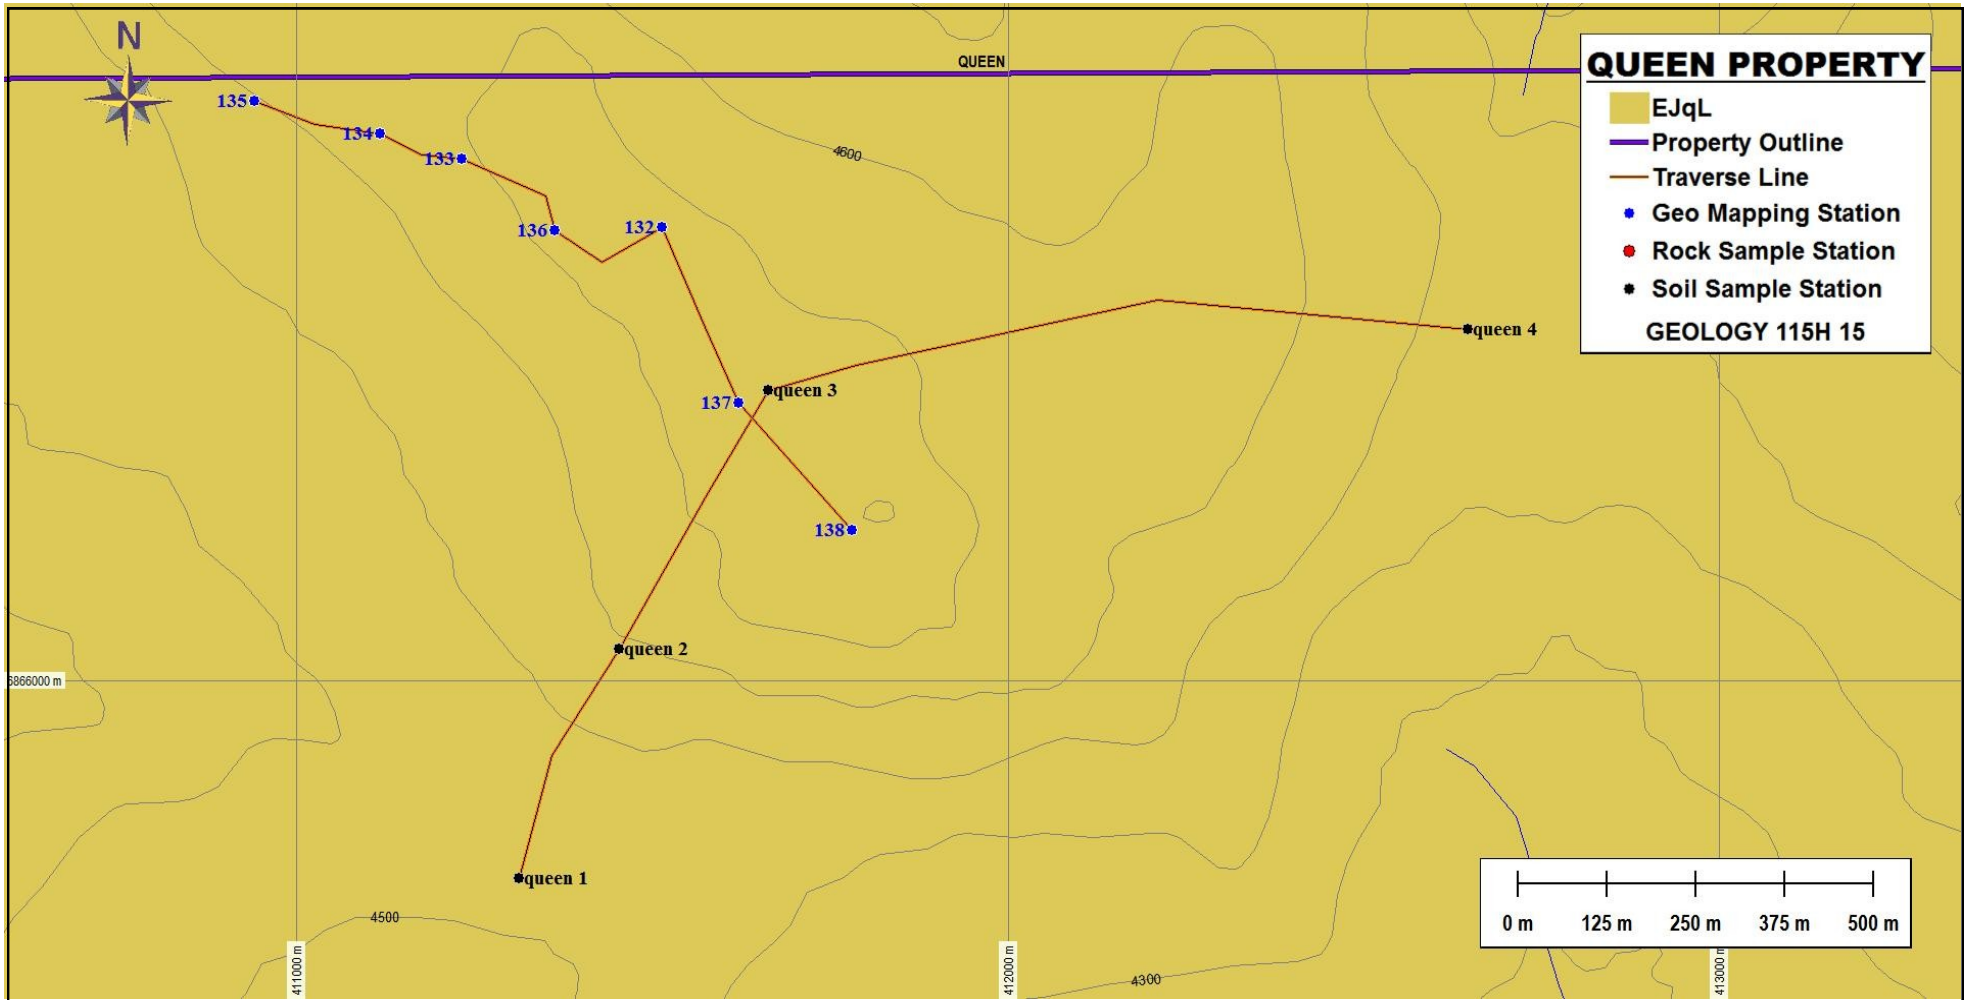 N
QUEEN
QUEEN PROPERTY
EJqL
Property Outline
Traverse Line
Geo Mapping Station
Rock Sample Station
Soil Sample Station
GEOLOGY 115H 15
135
134
133
4600
136
132
queen 4
137
queen 3
138
queen 2
6866000 m
queen 1
4500
0 m 125 m 250 m 375 m 500 m
411000 m
412000 m
4300
413000 m